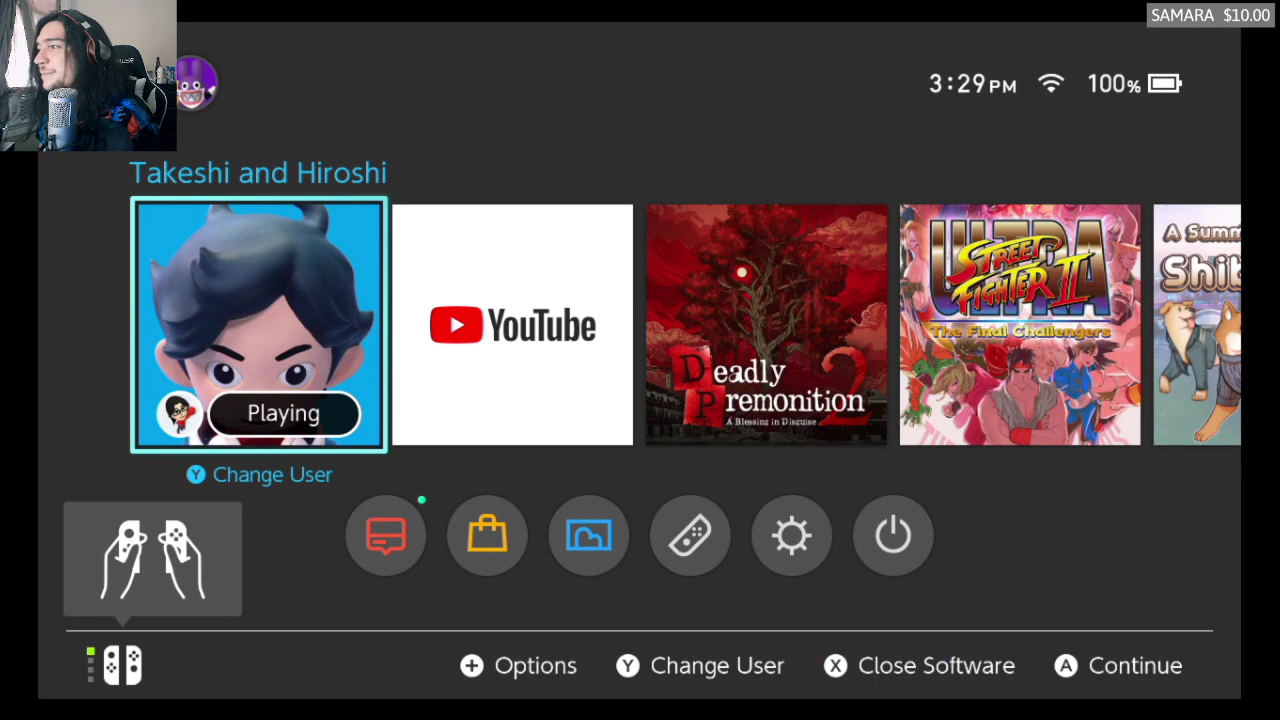 SAMARA $10.00
3:29 PM 100%
Takeshi and Hiroshi
Playing
YouTube
Deadly
Premonition 2
A Blessing in Disguise
ULTRA
STREET
FIGHTER II
The Final Challengers
A Summ
Shib
Y Change User
+ Options Y Change User X Close Software A Continue